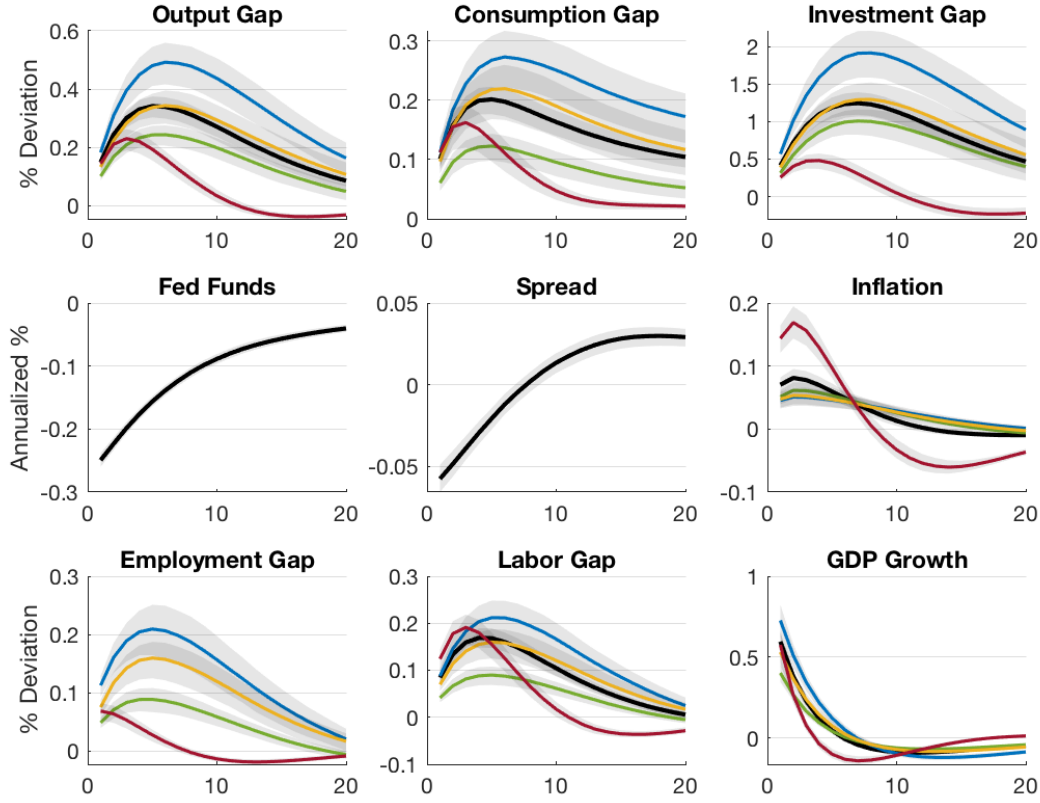 Output Gap
Consumption Gap
Investment Gap
% Deviation
0.6
0.4
0.2
0
0 10 20
0.3
0.2
0.1
0
0 10 20
2
1.5
1
0.5
0
0 10 20
Fed Funds
Spread
Inflation
Annualized %
0
-0.1
-0.2
-0.3
0 10 20
0.05
0
-0.05
0 10 20
0.2
0.1
0
-0.1
0 10 20
Employment Gap
Labor Gap
GDP Growth
% Deviation
0.3
0.2
0.1
0
0 10 20
0.3
0.2
0.1
0
-0.1
0 10 20
1
0.5
0
0 10 20